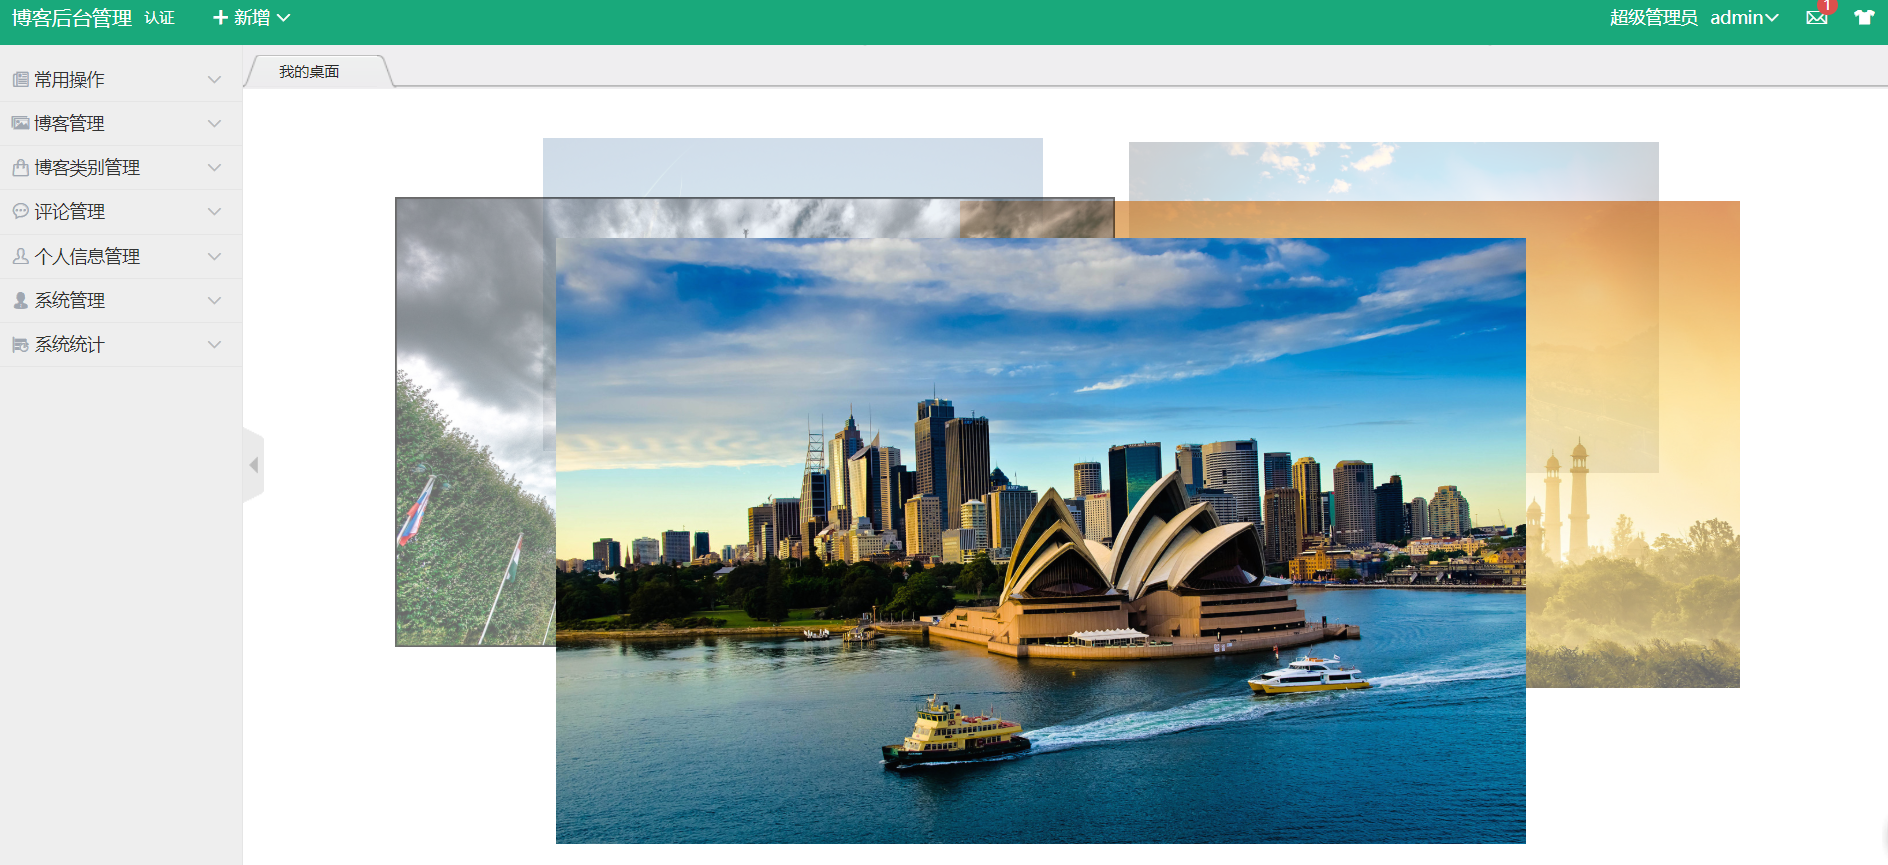 博客后台管理 认证 新增 超级管理员 admin 1
我的桌面
常用操作
博客管理
博客类别管理
评论管理
个人信息管理
系统管理
系统统计